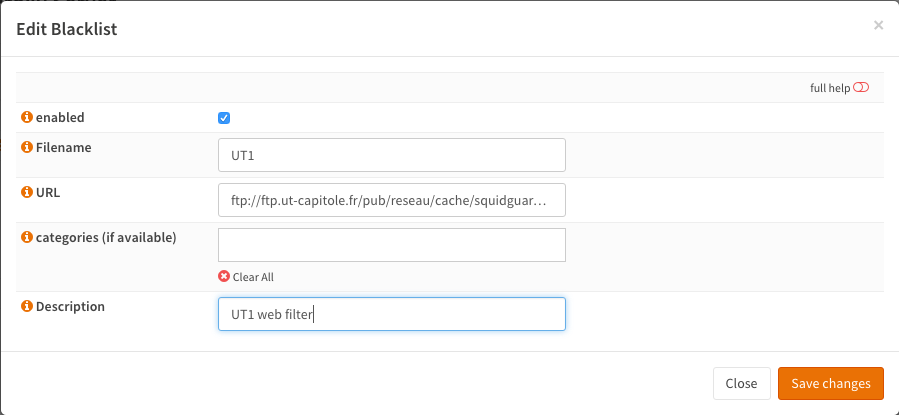 Edit Blacklist
×
full help
enabled
Filename
UT1
URL
ftp://ftp.ut-capitole.fr/pub/reseau/cache/squidguar...
categories (if available)
Clear All
Description
UT1 web filter
Close
Save changes